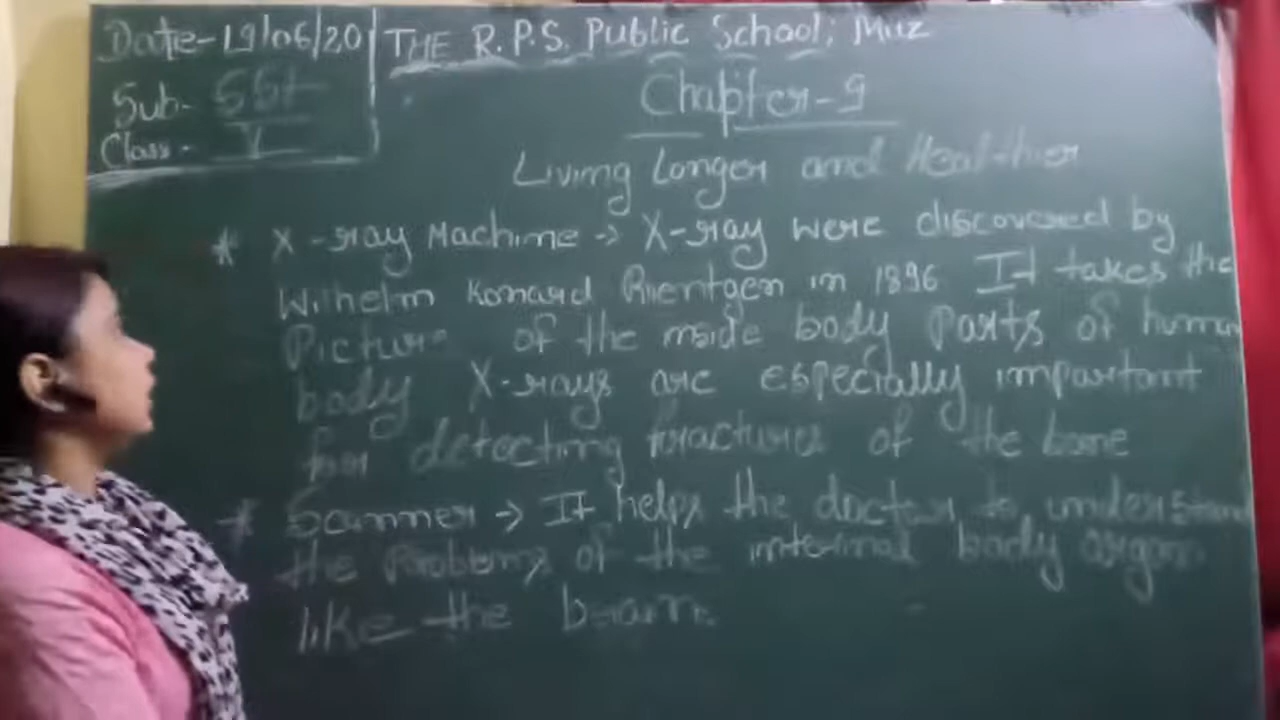 Date-19/06/20
THE R.P.S. Public School, Muz
Sub- SSt
Class- V
Chapter-9
Living Longer and Healthier
* X-ray Machine -> X-ray were discovered by
Wilhelm Konard Rientgen in 1896 It takes the
Picture of the inside body parts of human
body X-rays are especially important
for detecting fractures of the bone
* Scanner -> It helps the doctor to understand
the Problems of the internal body organ
like the brain.